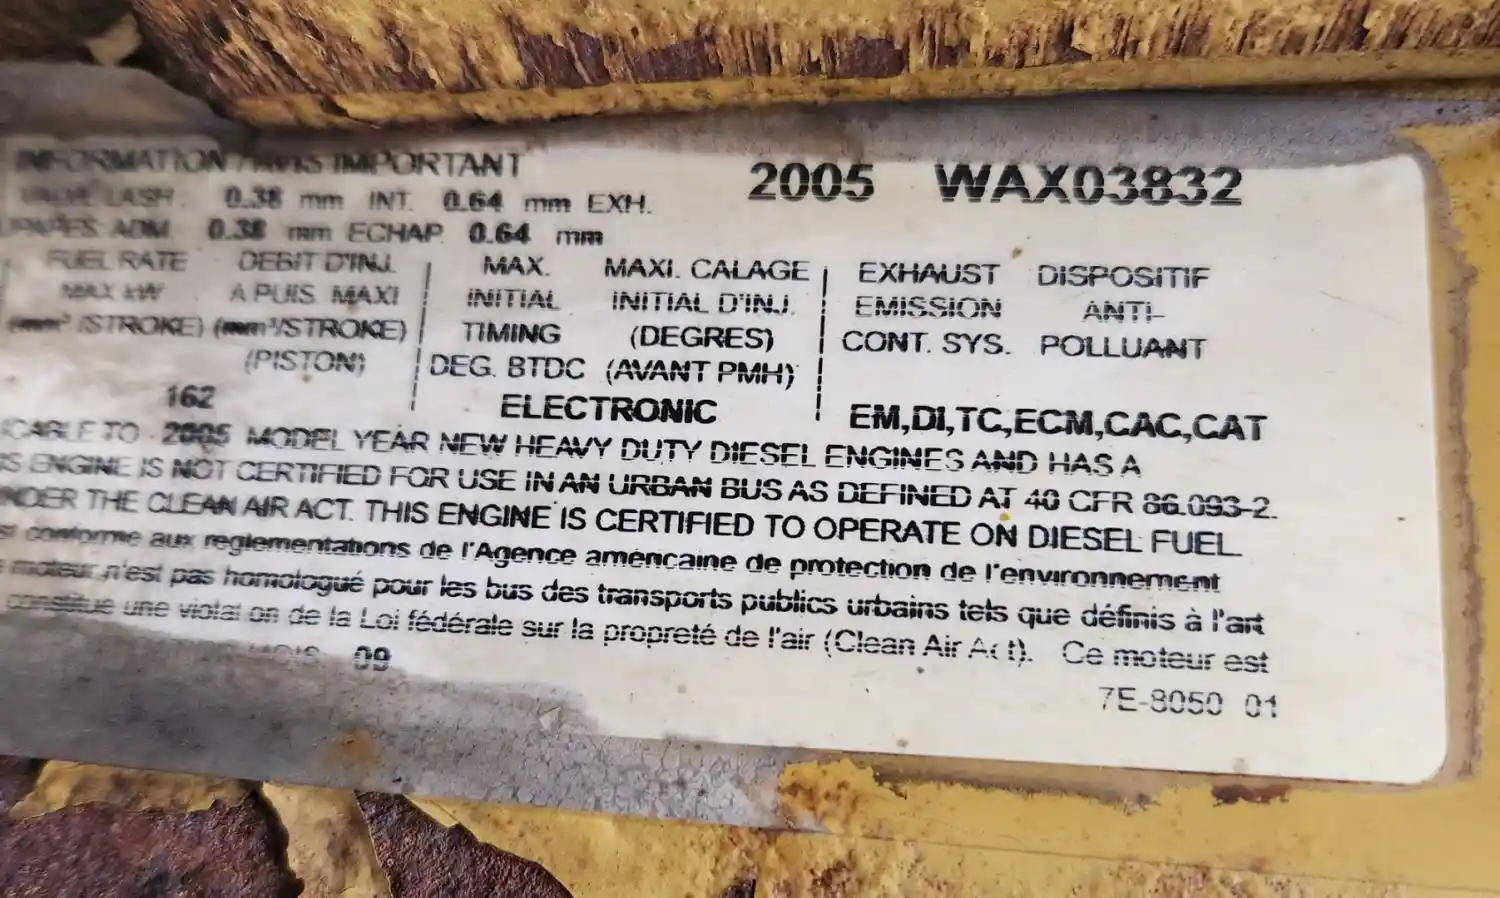 INFORMATION / AVIS IMPORTANT
2005 WAX03832
VALVE LASH: 0.38 mm INT. 0.64 mm EXH.
ADM. 0.38 mm ECHAP. 0.64 mm
FUEL RATE DEBIT D'INJ. MAX. MAXI. CALAGE EXHAUST DISPOSITIF
MAX kW A PUIS. MAXI INITIAL INITIAL D'INJ. EMISSION ANTI-
(mm³/STROKE) (mm³/STROKE) TIMING (DEGRES) CONT. SYS. POLLUANT
(PISTON) DEG. BTDC (AVANT PMH)
162 ELECTRONIC EM,DI,TC,ECM,CAC,CAT
TO 2005 MODEL YEAR NEW HEAVY DUTY DIESEL ENGINES AND HAS A
ENGINE IS NOT CERTIFIED FOR USE IN AN URBAN BUS AS DEFINED AT 40 CFR 86.093-2.
THE CLEAN AIR ACT. THIS ENGINE IS CERTIFIED TO OPERATE ON DIESEL FUEL.
conforme aux réglementations de l'Agence américaine de protection de l'environnement
moteur n'est pas homologué pour les bus des transports publics urbains tels que définis à l'art
constitue une violation de la Loi fédérale sur la propreté de l'air (Clean Air Act). Ce moteur est
09
7E-8050 01